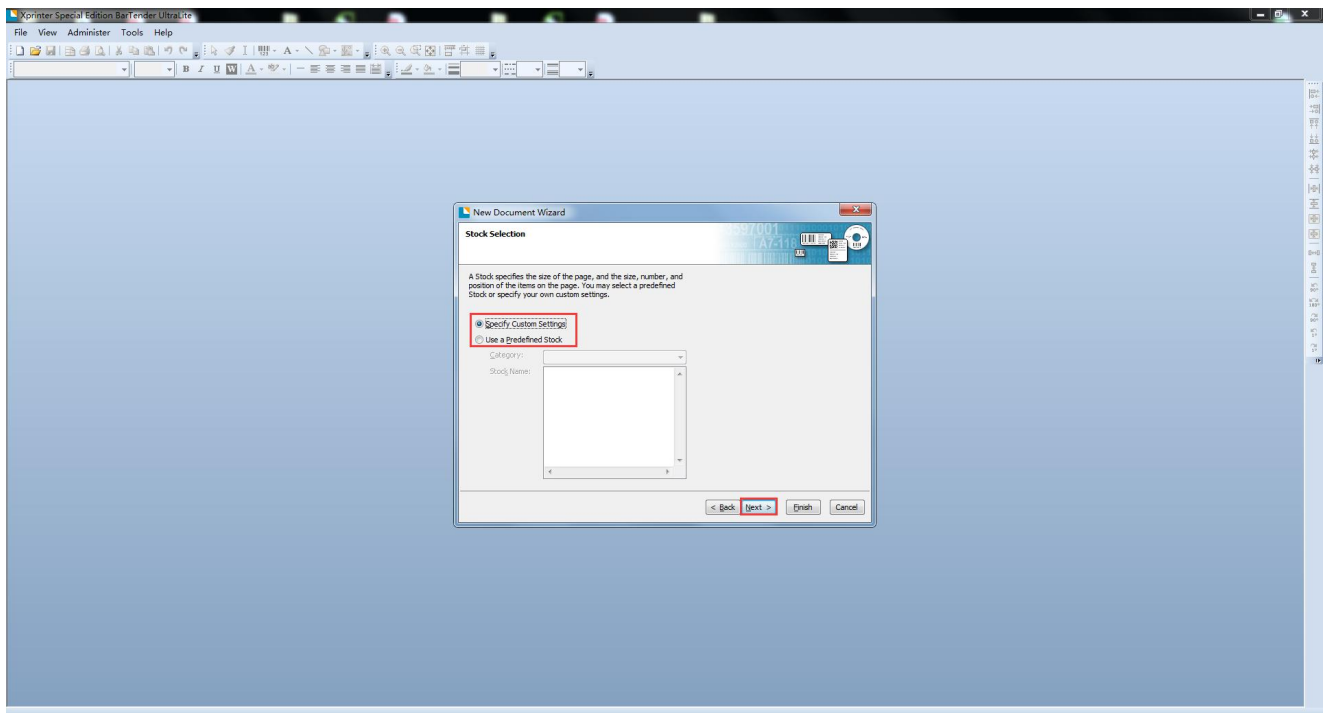 Xprinter Special Edition BarTender UltraLite
File View Administer Tools Help
New Document Wizard
Stock Selection
A Stock specifies the size of the page, and the size, number, and
position of the items on the page. You may select a predefined
Stock or specify your own custom settings.
Specify Custom Settings
Use a Predefined Stock
Category:
Stock Name:
< Back Next > Finish Cancel